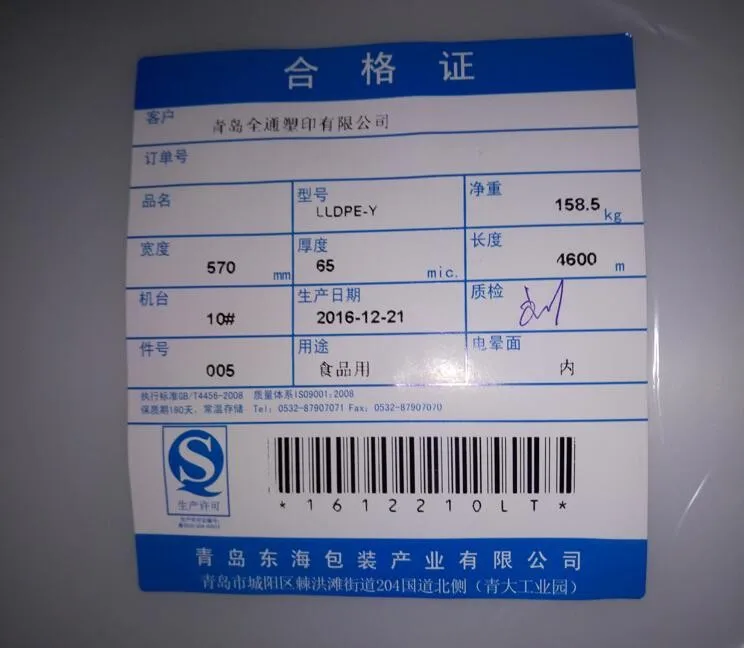 合格证
客户 青岛全通塑印有限公司
订单号
品名 型号 LLDPE-Y 净重 158.5 kg
宽度 570 mm 厚度 65 mic. 长度 4600 m
机台 10# 生产日期 2016-12-21 质检
件号 005 用途 食品用 电晕面 内
执行标准GB/T4456-2008 质量体系ISO9001:2008
保质期180天，常温存储 Tel: 0532-87907071 Fax: 0532-87907070
生产许可
生产许可证编号:
*1612210LT*
青岛东海包装产业有限公司
青岛市城阳区棘洪滩街道204国道北侧（青大工业园）